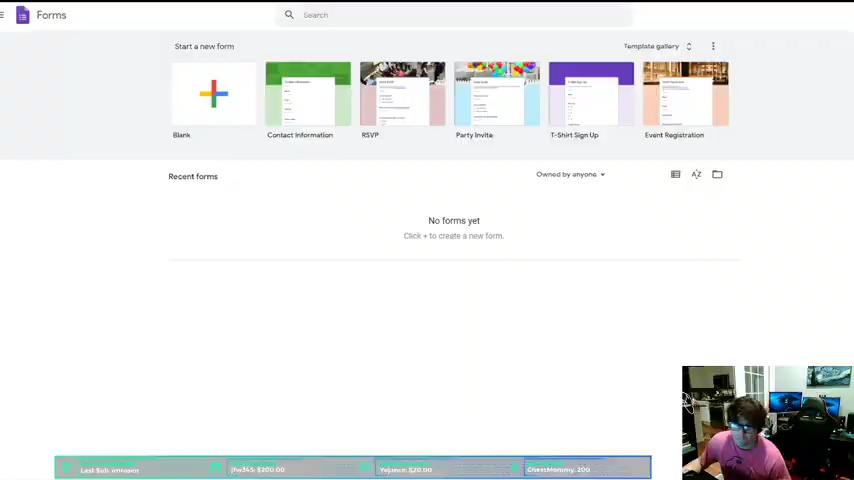 Forms
Search
Start a new form
Template gallery
Blank
Contact Information
RSVP
Party Invite
T-Shirt Sign Up
Event Registration
Recent forms
Owned by anyone
AZ
No forms yet
Click + to create a new form.
Last Sub:
jfw345: $200.00
$20.00
200